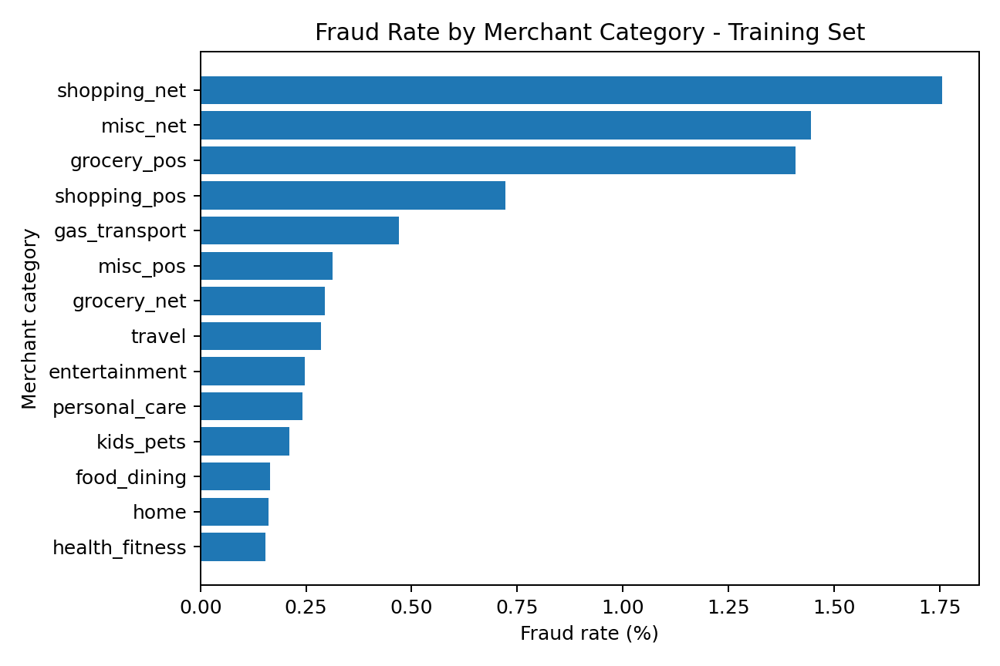 Fraud Rate by Merchant Category - Training Set
shopping_net
misc_net
grocery_pos
shopping_pos
gas_transport
misc_pos
grocery_net
travel
entertainment
personal_care
kids_pets
food_dining
home
health_fitness
Merchant category
0.00 0.25 0.50 0.75 1.00 1.25 1.50 1.75
Fraud rate (%)